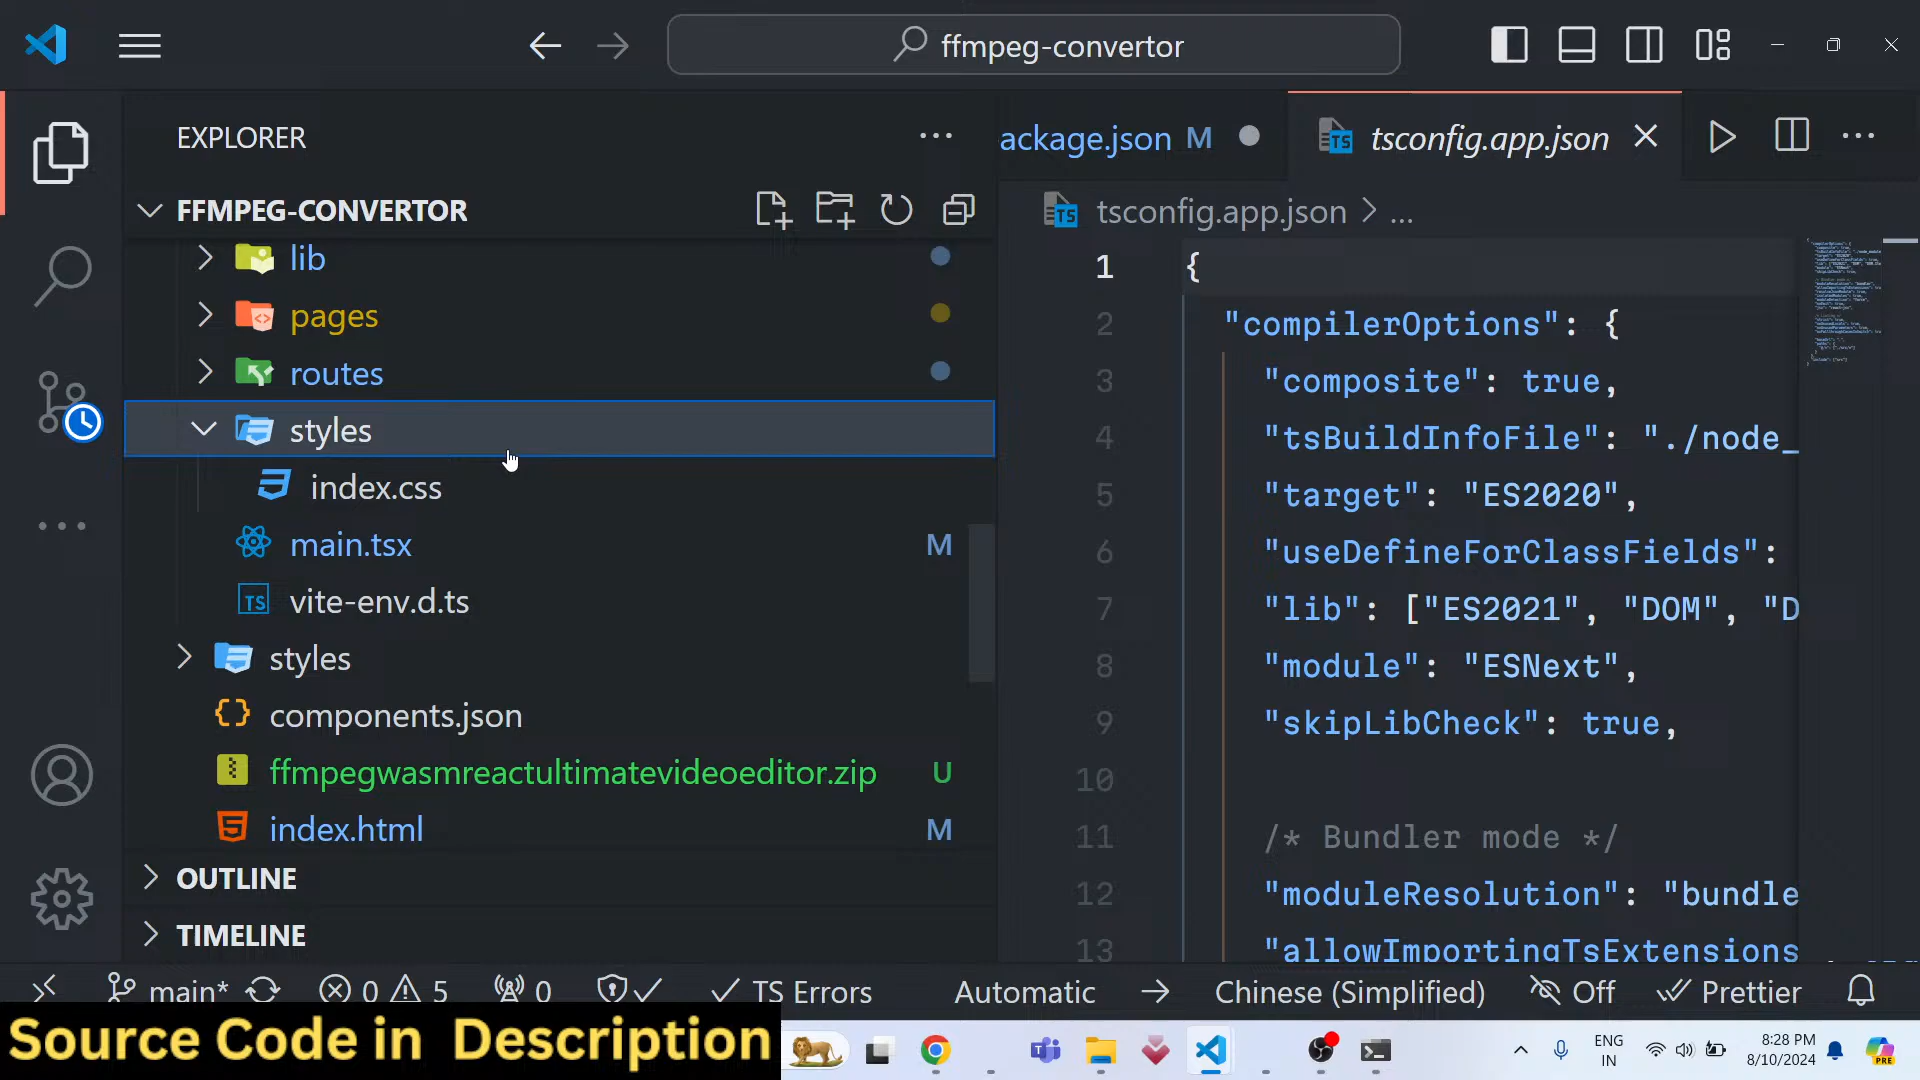 ffmpeg-convertor
EXPLORER
FFMPEG-CONVERTOR
lib
pages
routes
styles
index.css
main.tsx M
vite-env.d.ts
styles
components.json
ffmpegwasmreactultimatevideoeditor.zip U
index.html M
OUTLINE
TIMELINE
ackage.json M
tsconfig.app.json
tsconfig.app.json > ...
1 {
2 "compilerOptions": {
3 "composite": true,
4 "tsBuildInfoFile": "./node_
5 "target": "ES2020",
6 "useDefineForClassFields":
7 "lib": ["ES2021", "DOM", "D
8 "module": "ESNext",
9 "skipLibCheck": true,
10
11 /* Bundler mode */
12 "moduleResolution": "bundle
13 "allowImportingTsExtensions
main* 0 5 0 TS Errors Automatic Chinese (Simplified) Off Prettier
Source Code in Description
ENG
IN
8:28 PM
8/10/2024
PRE